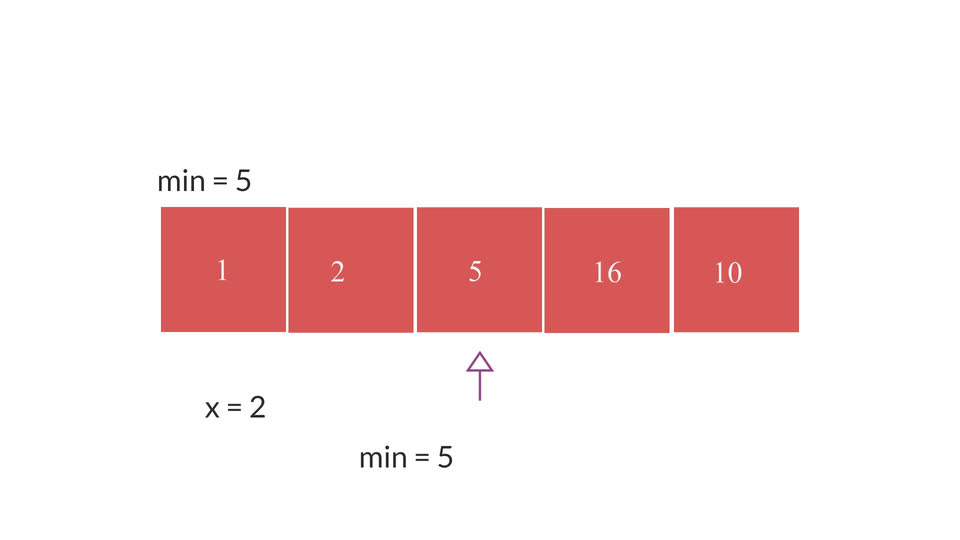 min = 5
1 2 5 16 10
x = 2
min = 5